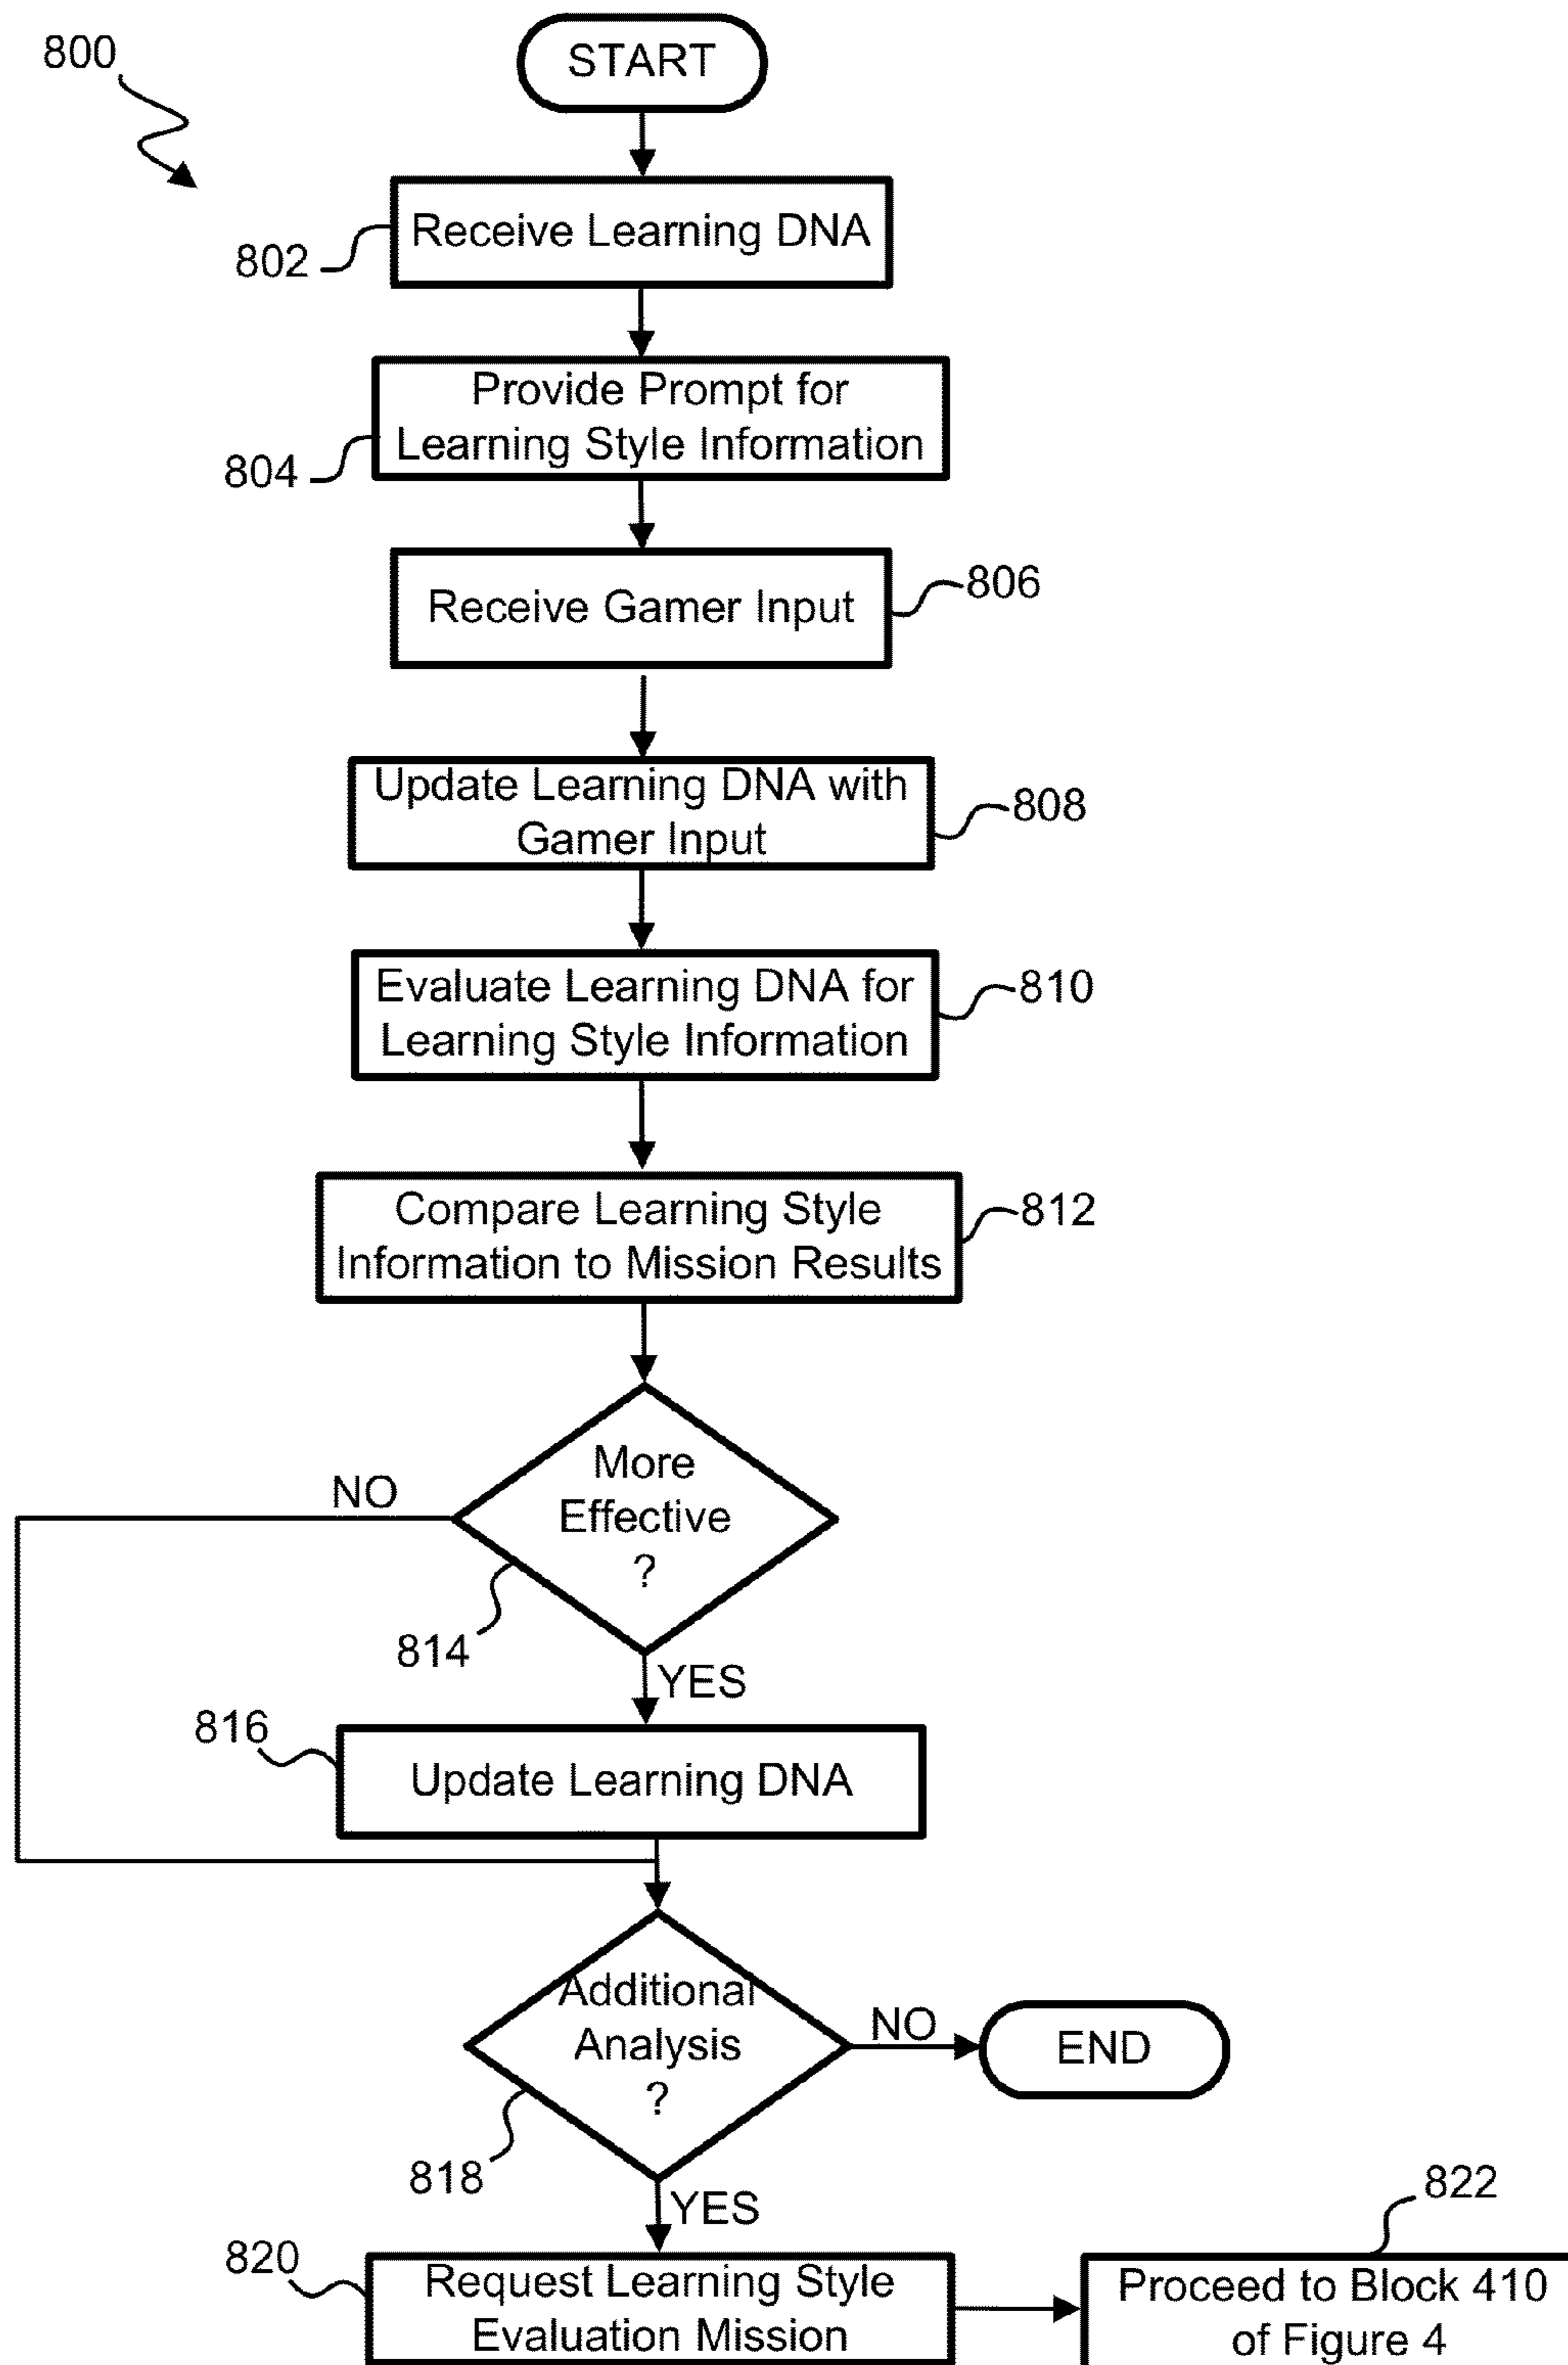 800
START
Receive Learning DNA
802
Provide Prompt for
Learning Style Information
804
Receive Gamer Input
806
Update Learning DNA with
Gamer Input
808
Evaluate Learning DNA for
Learning Style Information
810
Compare Learning Style
Information to Mission Results
812
More
Effective
?
NO
814
YES
816
Update Learning DNA
Additional
Analysis
?
NO
END
818
YES
820
Request Learning Style
Evaluation Mission
822
Proceed to Block 410
of Figure 4